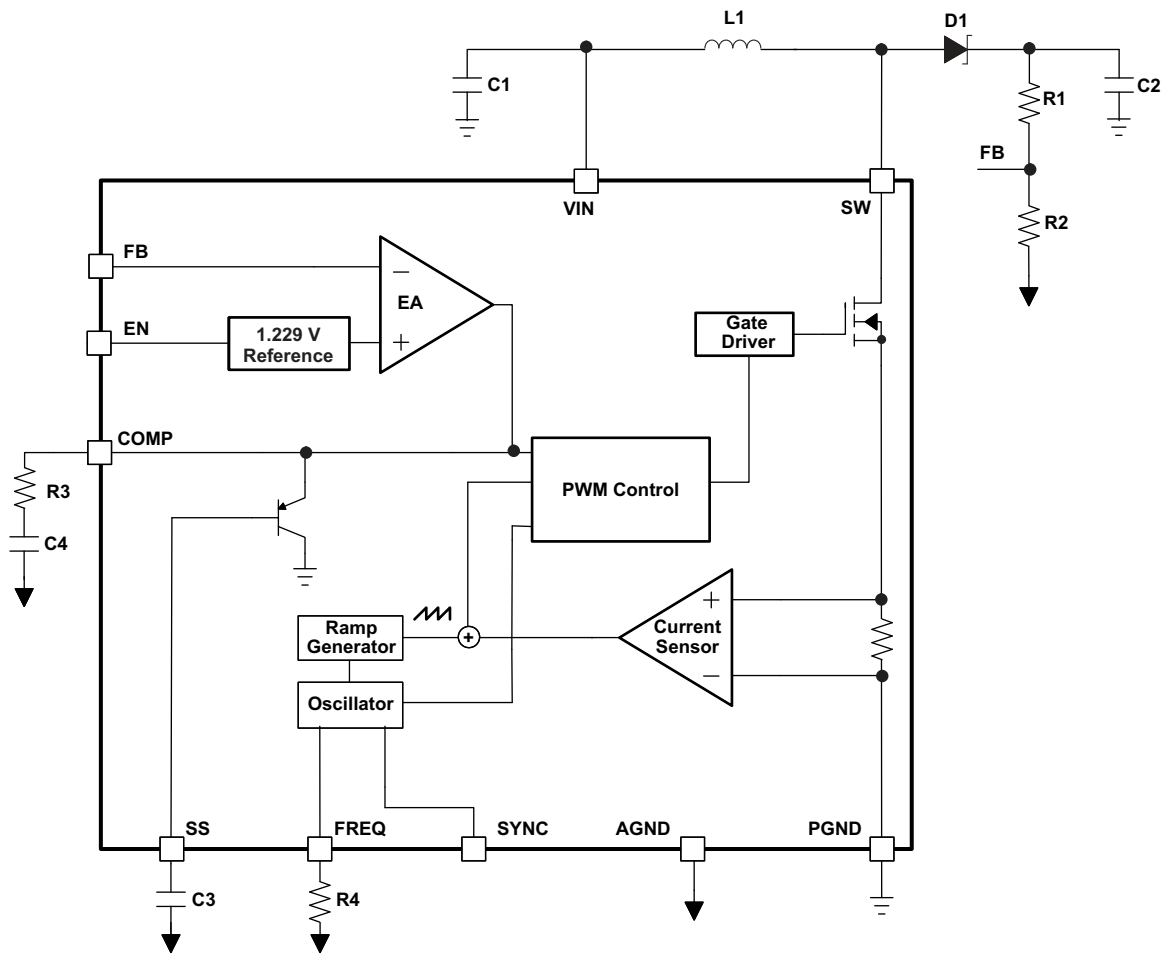 L1
D1
C1
R1
C2
FB
R2
VIN
SW
FB
EN
1.229 V
Reference
−
EA
+
Gate
Driver
COMP
R3
C4
PWM Control
Ramp
Generator
+
+
Current
Sensor
−
Oscillator
SS
FREQ
SYNC
AGND
PGND
C3
R4